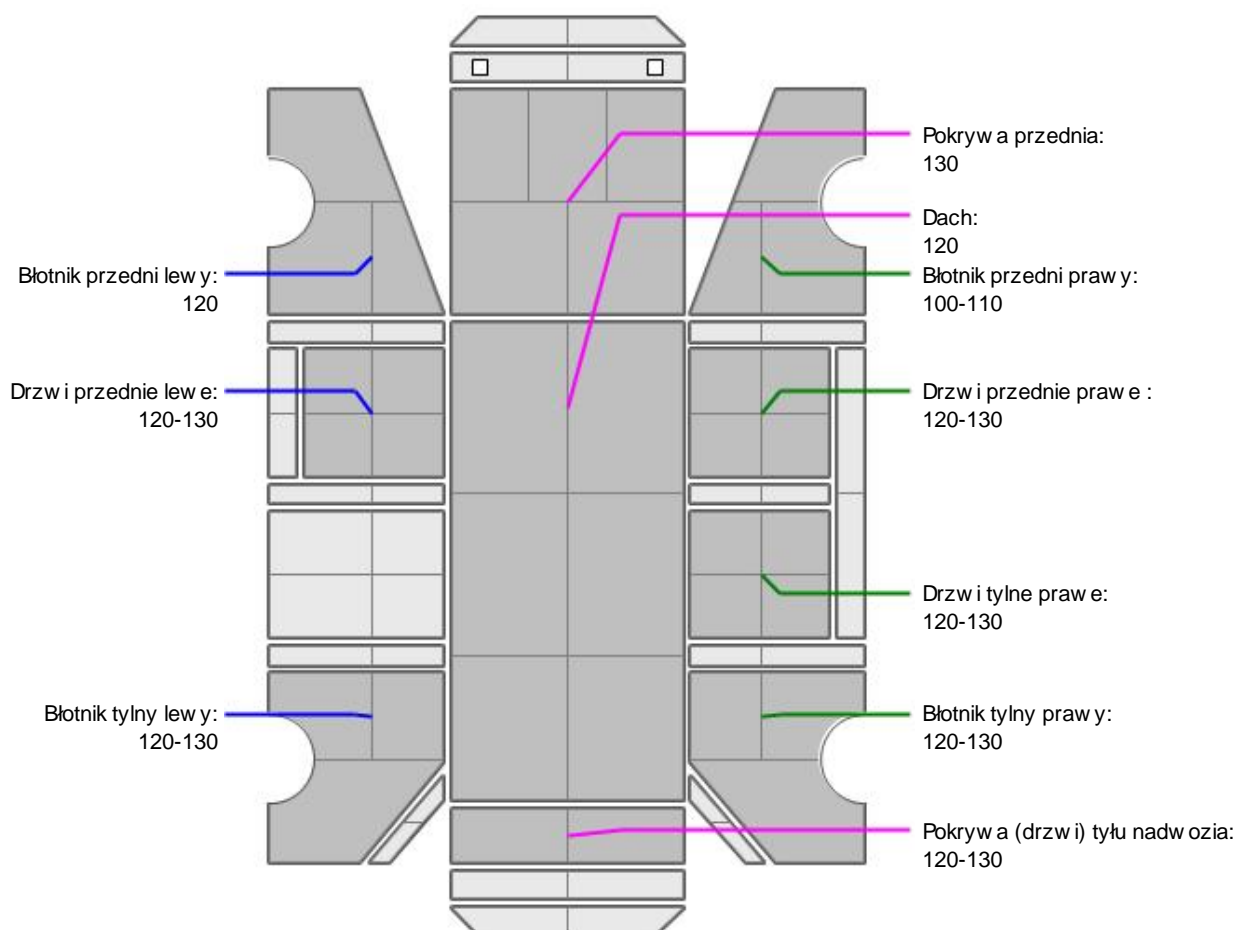 Pokrywa przednia:
130
Dach:
120
Błotnik przedni lewy:
120
Błotnik przedni prawy:
100-110
Drzwi przednie lewe:
120-130
Drzwi przednie prawe :
120-130
Drzwi tylne prawe:
120-130
Błotnik tylny lewy:
120-130
Błotnik tylny prawy:
120-130
Pokrywa (drzwi) tyłu nadwozia:
120-130